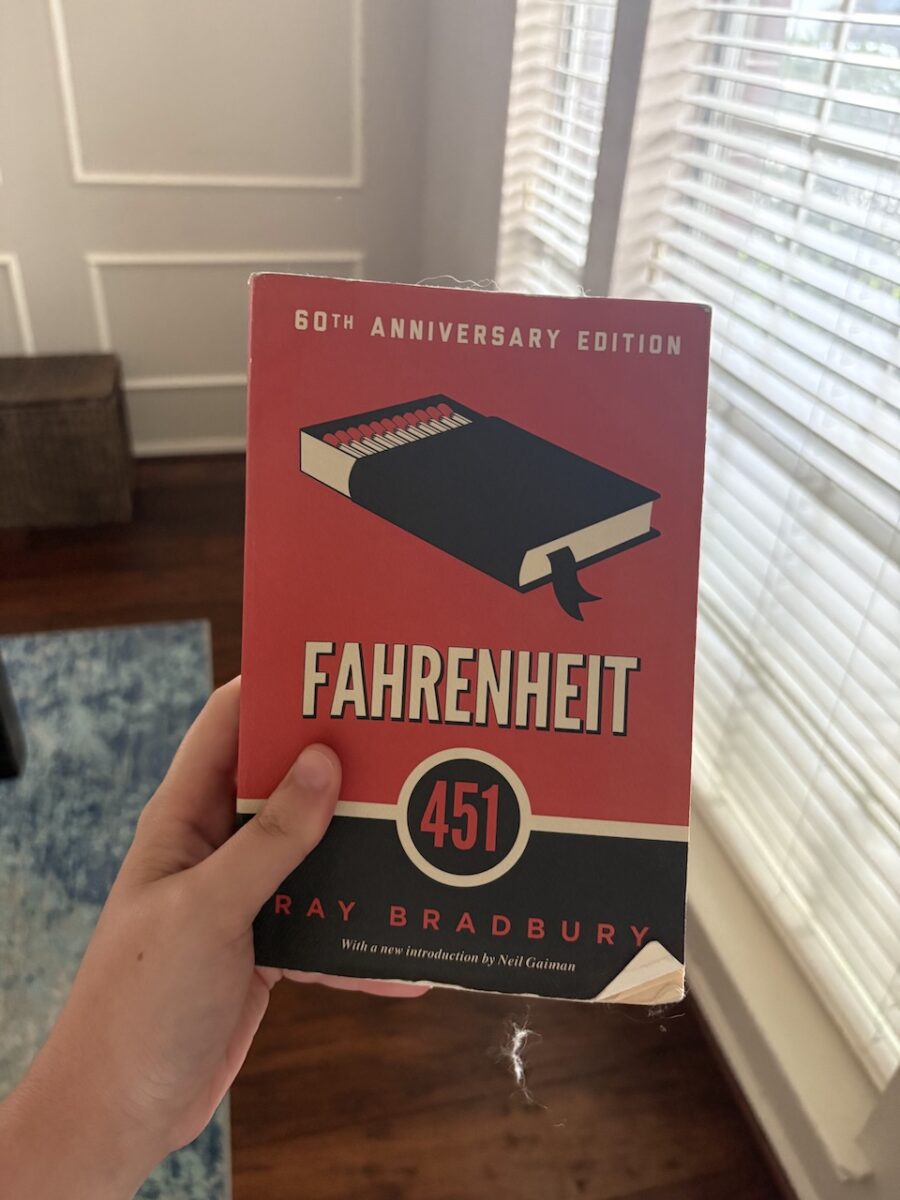 60TH ANNIVERSARY EDITION
FAHRENHEIT
451
RAY BRADBURY
With a new introduction by Neil Gaiman